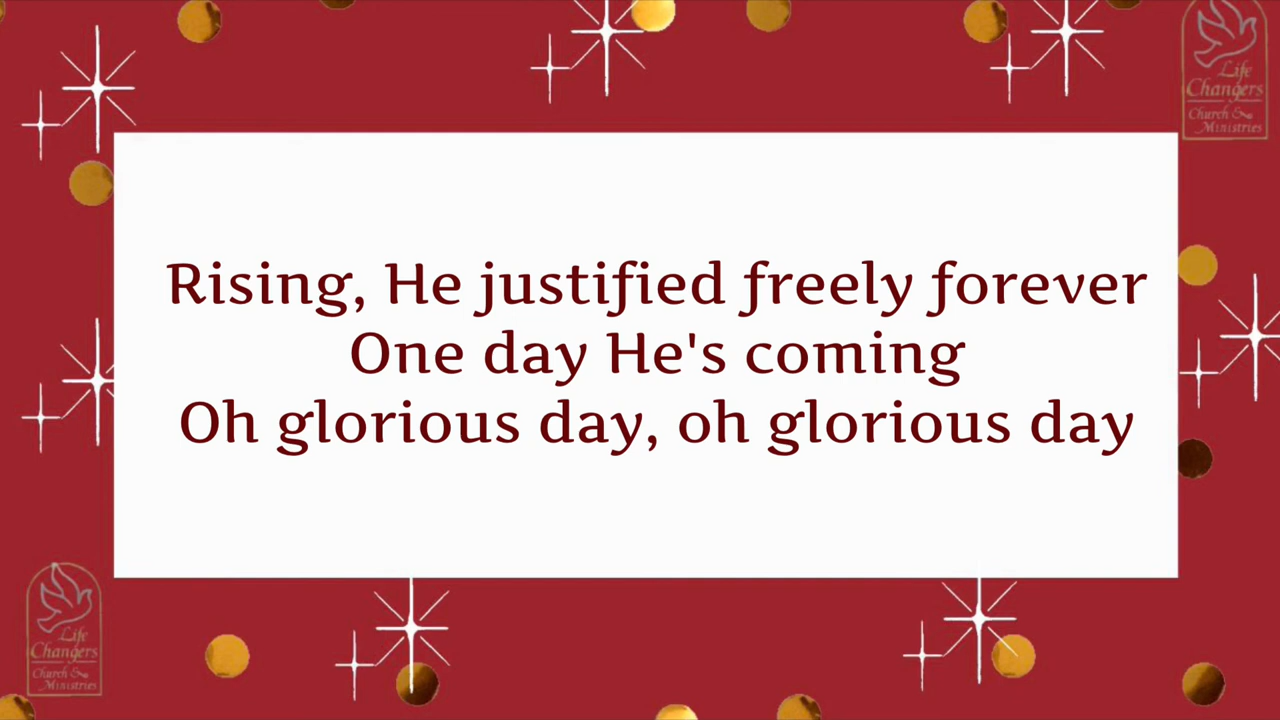 Life
Changers
Church &
Ministries
Rising, He justified freely forever
One day He's coming
Oh glorious day, oh glorious day
Life
Changers
Church &
Ministries